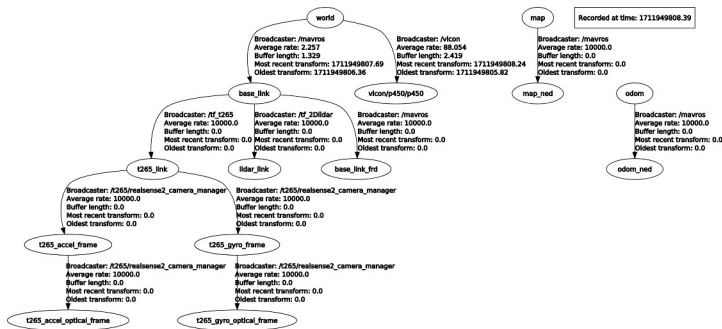 world
map
Recorded at time: 1711949808.39
Broadcaster: /mavros
Average rate: 2.257
Buffer length: 1.329
Most recent transform: 1711949807.69
Oldest transform: 1711949806.36
Broadcaster: /vicon
Average rate: 88.054
Buffer length: 2.419
Most recent transform: 1711949808.24
Oldest transform: 1711949805.82
Broadcaster: /mavros
Average rate: 10000.0
Buffer length: 0.0
Most recent transform: 0.0
Oldest transform: 0.0
base_link
vicon/p450/p450
map_ned
odom
Broadcaster: /tf_t265
Average rate: 10000.0
Buffer length: 0.0
Most recent transform: 0.0
Oldest transform: 0.0
Broadcaster: /tf_2Dlidar
Average rate: 10000.0
Buffer length: 0.0
Most recent transform: 0.0
Oldest transform: 0.0
Broadcaster: /mavros
Average rate: 10000.0
Buffer length: 0.0
Most recent transform: 0.0
Oldest transform: 0.0
Broadcaster: /mavros
Average rate: 10000.0
Buffer length: 0.0
Most recent transform: 0.0
Oldest transform: 0.0
t265_link
lidar_link
base_link_frd
odom_ned
Broadcaster: /t265/realsense2_camera_manager
Average rate: 10000.0
Buffer length: 0.0
Most recent transform: 0.0
Oldest transform: 0.0
Broadcaster: /t265/realsense2_camera_manager
Average rate: 10000.0
Buffer length: 0.0
Most recent transform: 0.0
Oldest transform: 0.0
t265_accel_frame
t265_gyro_frame
Broadcaster: /t265/realsense2_camera_manager
Average rate: 10000.0
Buffer length: 0.0
Most recent transform: 0.0
Oldest transform: 0.0
Broadcaster: /t265/realsense2_camera_manager
Average rate: 10000.0
Buffer length: 0.0
Most recent transform: 0.0
Oldest transform: 0.0
t265_accel_optical_frame
t265_gyro_optical_frame